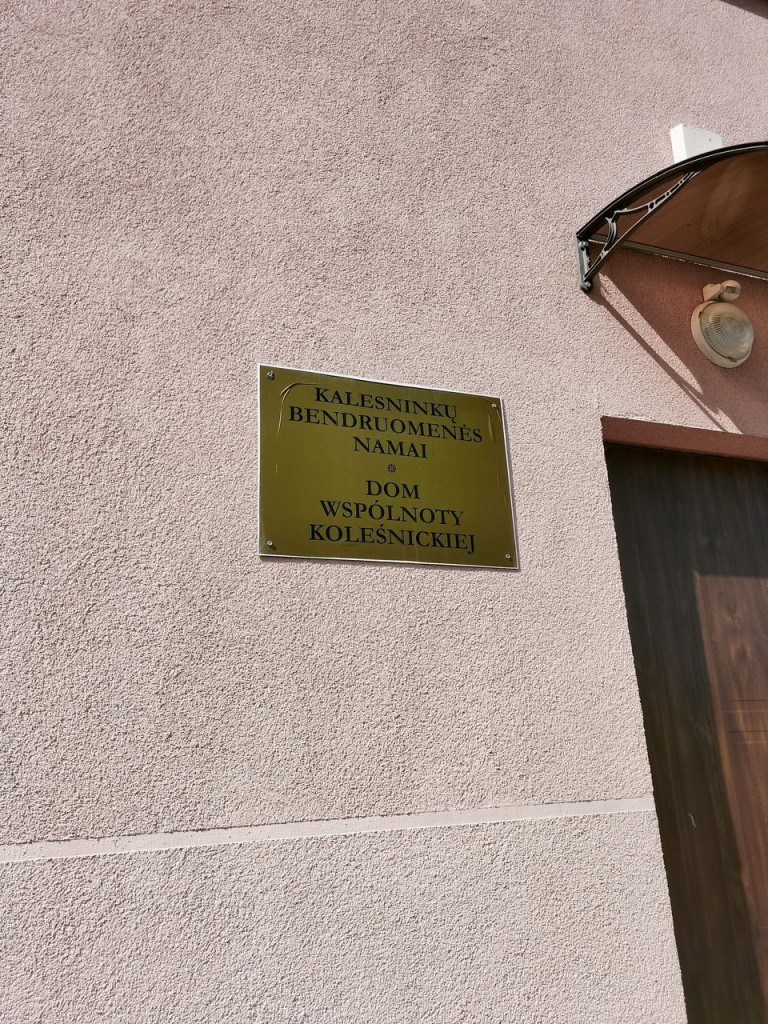 KALESNINKŲ
BENDRUOMENĖS
NAMAI
DOM
WSPÓLNOTY
KOLEŚNICKIEJ